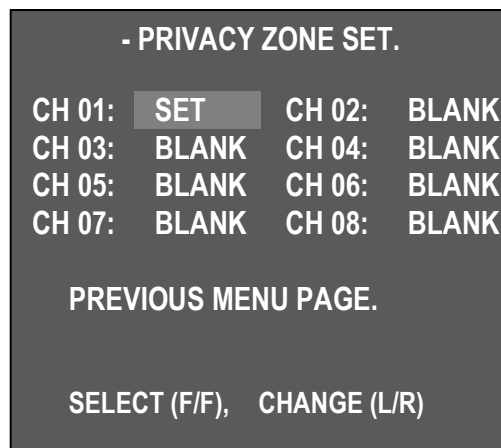 - PRIVACY ZONE SET.
CH 01: SET CH 02: BLANK
CH 03: BLANK CH 04: BLANK
CH 05: BLANK CH 06: BLANK
CH 07: BLANK CH 08: BLANK
PREVIOUS MENU PAGE.
SELECT (F/F), CHANGE (L/R)